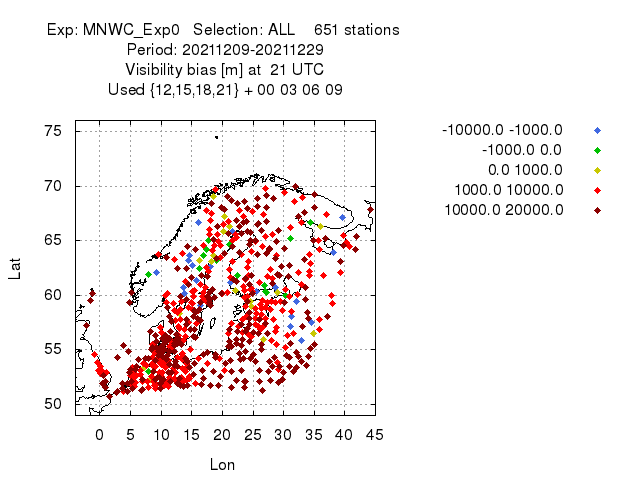 Exp: MNWC_Exp0 Selection: ALL 651 stations
Period: 20211209-20211229
Visibility bias [m] at 21 UTC
Used {12,15,18,21} + 00 03 06 09
-10000.0 -1000.0
-1000.0 0.0
0.0 1000.0
1000.0 10000.0
10000.0 20000.0
75
70
65
60
55
50
Lat
0 5 10 15 20 25 30 35 40 45
Lon